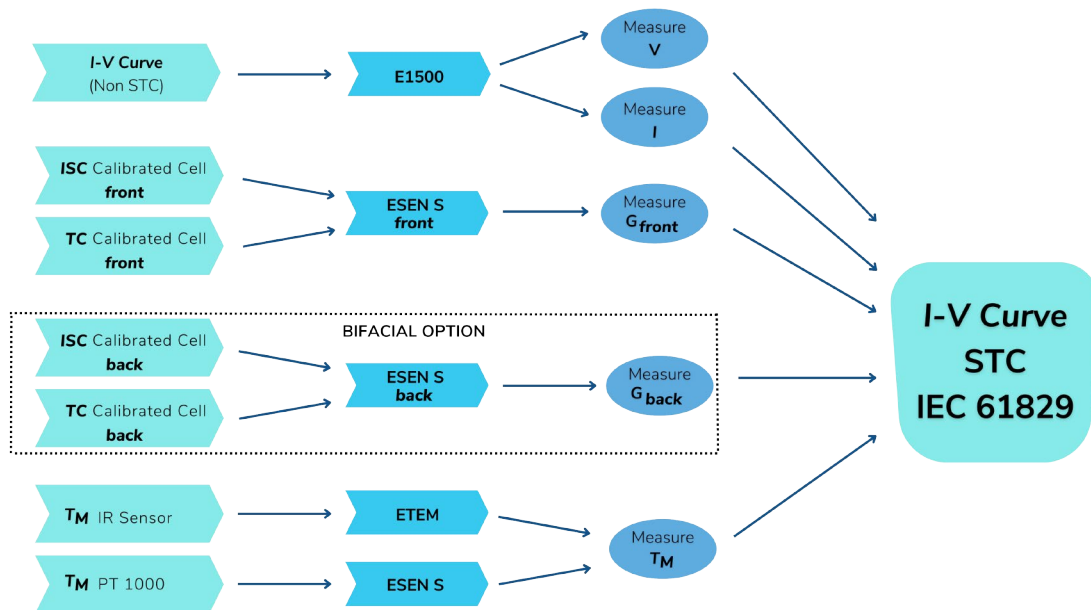 I-V Curve
(Non STC)
E1500
Measure
V
Measure
I
ISC Calibrated Cell
front
TC Calibrated Cell
front
ESEN S
front
Measure
Gfront
BIFACIAL OPTION
ISC Calibrated Cell
back
TC Calibrated Cell
back
ESEN S
back
Measure
Gback
TM IR Sensor
ETEM
TM PT 1000
ESEN S
Measure
TM
I-V Curve
STC
IEC 61829